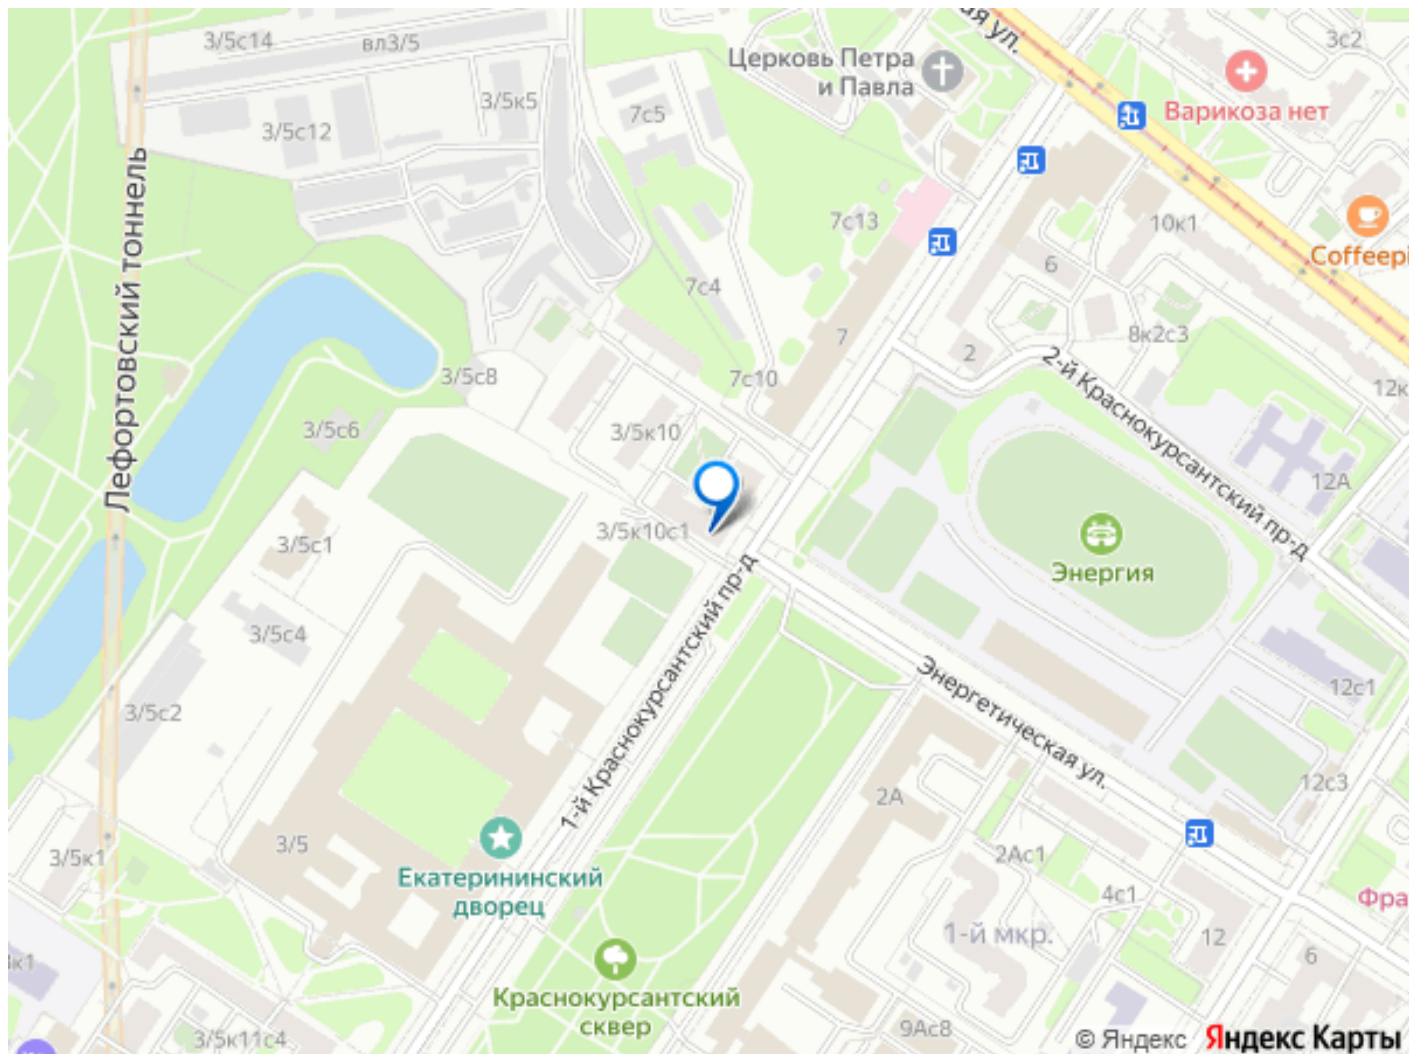 3/5с14
вл3/5
3/5с12
3/5к5
7с5
Церковь Петра
и Павла
ая ул.
3с2
Варикоза нет
10к1
Coffeepi
7с13
6
7с4
7
8к2с3
2
2-й Краснокурсантский пр-д
12к
7с10
3/5с8
3/5с6
3/5к10
12А
Лефортовский тоннель
3/5с1
3/5к10с1
Энергия
3/5с4
3/5с2
1-й Краснокурсантский пр-д
Энергетическая ул.
12с1
12с3
2А
2Ас1
3/5
3/5к1
Екатерининский
дворец
4с1
Фра
1-й мкр.
12
6
к1
Краснокурсантский
сквер
9Ас8
3/5к11с4
© Яндекс Яндекс Карты